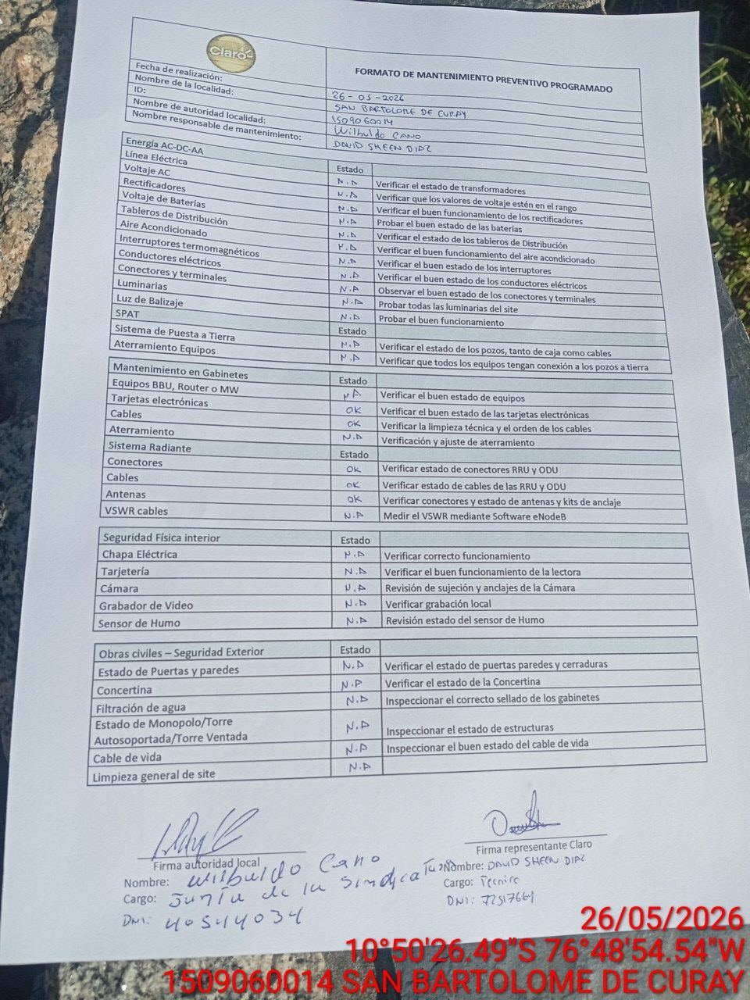 Claro
FORMATO DE MANTENIMIENTO PREVENTIVO PROGRAMADO
Fecha de realización: 26-05-2026
Nombre de la localidad: SAN BARTOLOME DE CURAY
ID: 1509060014
Nombre de autoridad localidad: Wilbuldo CANO
Nombre responsable de mantenimiento: DAVID SHEEN DIAZ
Energía AC-DC-AA Estado
Línea Eléctrica N.A Verificar el estado de transformadores
Voltaje AC N.A Verificar que los valores de voltaje estén en el rango
Rectificadores N.A Verificar el buen funcionamiento de los rectificadores
Voltaje de Baterías N.A Probar el buen estado de las baterías
Tableros de Distribución N.A Verificar el estado de los tableros de Distribución
Aire Acondicionado N.A Verificar el buen funcionamiento del aire acondicionado
Interruptores termomagnéticos N.A Verificar el buen estado de los interruptores
Conductores eléctricos N.A Verificar el buen estado de los conductores eléctricos
Conectores y terminales N.A Observar el buen estado de los conectores y terminales
Luminarias N.A Probar todas las luminarias del site
Luz de Balizaje N.A Probar el buen funcionamiento
SPAT Estado
Sistema de Puesta a Tierra N.A Verificar el estado de los pozos, tanto de caja como cables
Aterramiento Equipos N.A Verificar que todos los equipos tengan conexión a los pozos a tierra
Mantenimiento en Gabinetes Estado
Equipos BBU, Router o MW NA Verificar el buen estado de equipos
Tarjetas electrónicas OK Verificar el buen estado de las tarjetas electrónicas
Cables OK Verificar la limpieza técnica y el orden de los cables
Aterramiento N.A Verificación y ajuste de aterramiento
Sistema Radiante Estado
Conectores OK Verificar estado de conectores RRU y ODU
Cables OK Verificar estado de cables de las RRU y ODU
Antenas OK Verificar conectores y estado de antenas y kits de anclaje
VSWR cables N.A Medir el VSWR mediante Software eNodeB
Seguridad Física interior Estado
Chapa Eléctrica N.A Verificar correcto funcionamiento
Tarjetería N.A Verificar el buen funcionamiento de la lectora
Cámara N.A Revisión de sujeción y anclajes de la Cámara
Grabador de Video N.A Verificar grabación local
Sensor de Humo N.A Revisión estado del sensor de Humo
Obras civiles – Seguridad Exterior Estado
Estado de Puertas y paredes N.A Verificar el estado de puertas paredes y cerraduras
Concertina N.A Verificar el estado de la Concertina
Filtración de agua N.A Inspeccionar el correcto sellado de los gabinetes
Estado de Monopolo/Torre
Autosoportada/Torre Ventada N.A Inspeccionar el estado de estructuras
Cable de vida N.A Inspeccionar el buen estado del cable de vida
Limpieza general de site N.A
Firma autoridad local
Nombre: Wilbuldo Cano
Cargo: Junta de la Sindica
DNI: 40544034
Firma representante Claro
Nombre: DAVID SHEEN DIAZ
Cargo: Tecnico
DNI: 72517661
26/05/2026
10°50'26.49"S 76°48'54.54"W
1509060014 SAN BARTOLOME DE CURAY